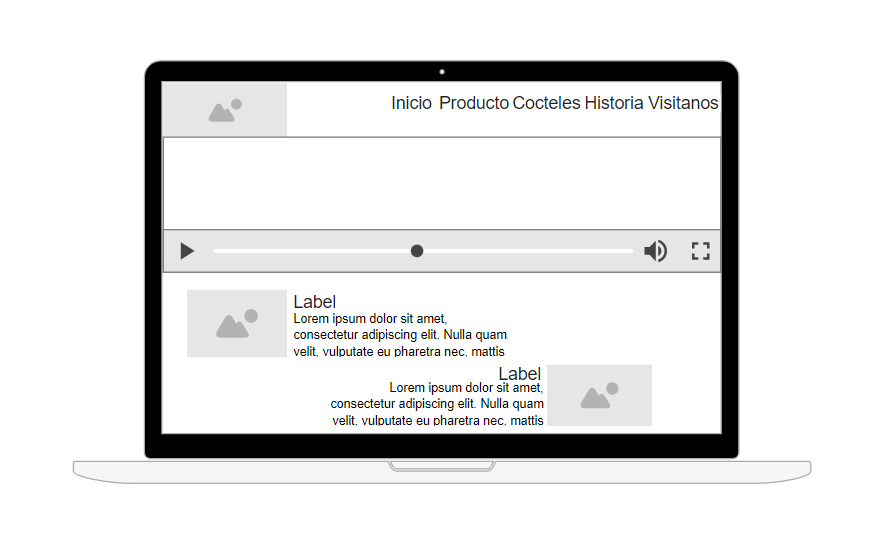 Inicio Producto Cocteles Historia Visitanos
Label
Lorem ipsum dolor sit amet,
consectetur adipiscing elit. Nulla quam
velit, vulputate eu pharetra nec, mattis
Label
Lorem ipsum dolor sit amet,
consectetur adipiscing elit. Nulla quam
velit, vulputate eu pharetra nec, mattis